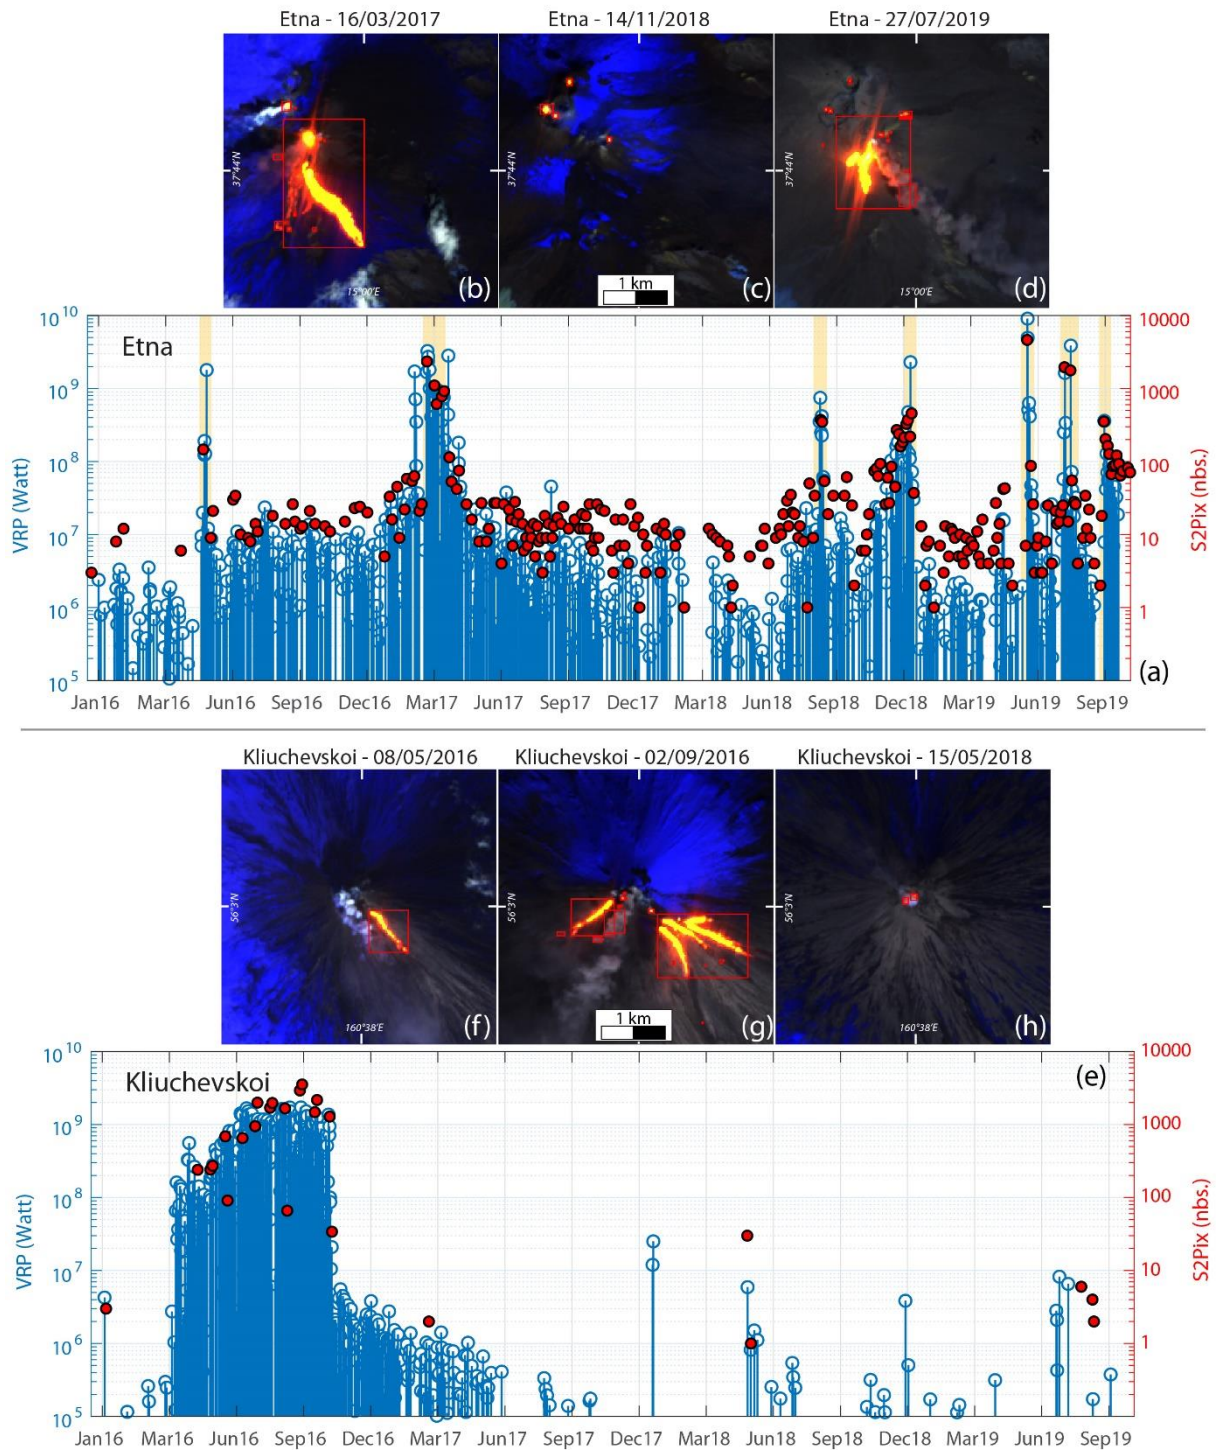 Etna - 16/03/2017
Etna - 14/11/2018
Etna - 27/07/2019
37°44'N
15°00'E
(b)
1 km
(c)
37°44'N
15°00'E
(d)
Etna
VRP (Watt)
10^10
10^9
10^8
10^7
10^6
10^5
S2Pix (nbs.)
10000
1000
100
10
1
(a)
Jan16 Mar16 Jun16 Sep16 Dec16 Mar17 Jun17 Sep17 Dec17 Mar18 Jun18 Sep18 Dec18 Mar19 Jun19 Sep19
Kliuchevskoi - 08/05/2016
Kliuchevskoi - 02/09/2016
Kliuchevskoi - 15/05/2018
56°3'N
160°38'E
(f)
1 km
(g)
56°3'N
160°38'E
(h)
Kliuchevskoi
(e)
VRP (Watt)
10^10
10^9
10^8
10^7
10^6
10^5
S2Pix (nbs.)
10000
1000
100
10
1
Jan16 Mar16 Jun16 Sep16 Dec16 Mar17 Jun17 Sep17 Dec17 Mar18 Jun18 Sep18 Dec18 Mar19 Jun19 Sep19